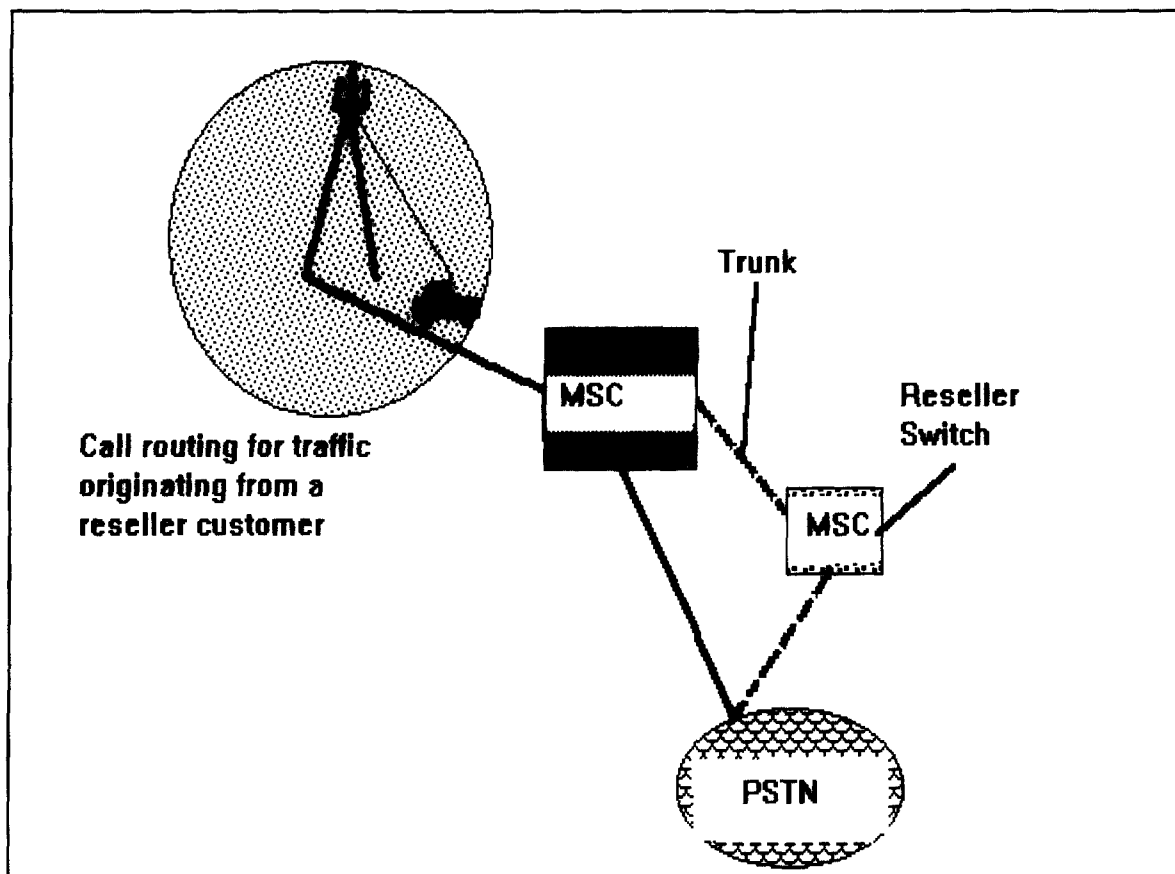 Trunk
MSC
Reseller
Switch
Call routing for traffic
originating from a
reseller customer
MSC
PSTN